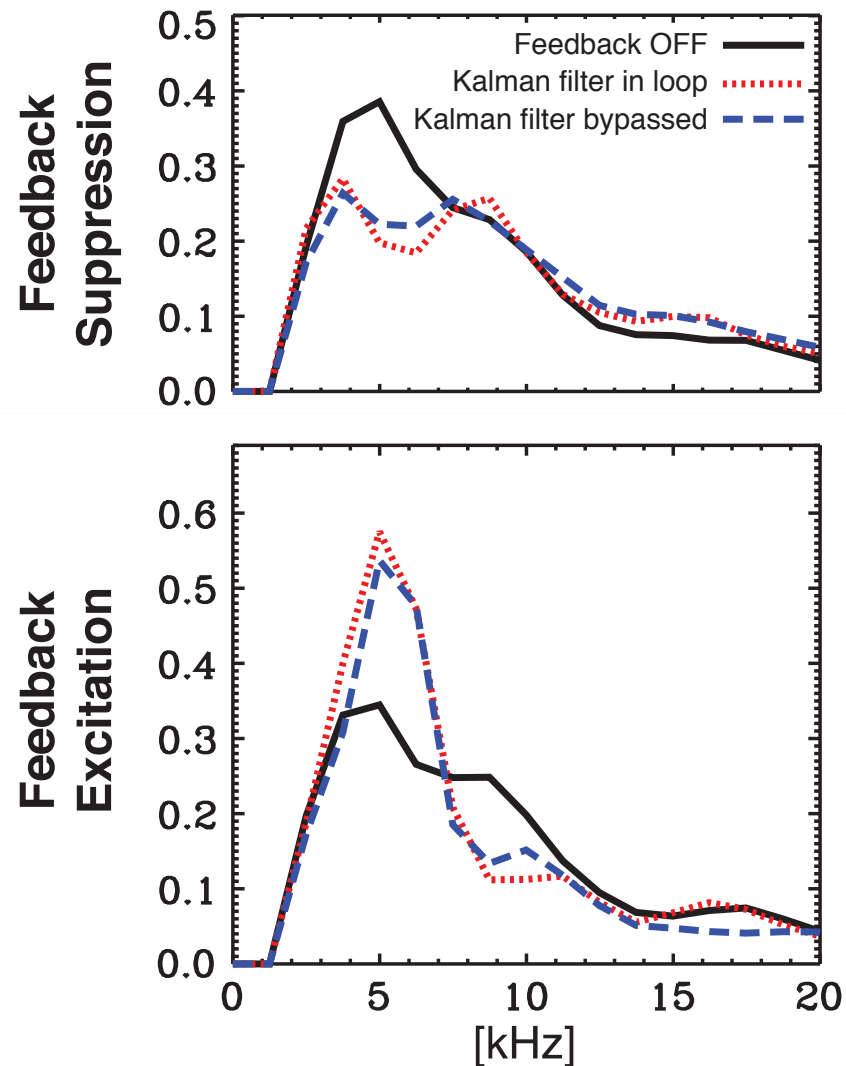 Feedback
Suppression
0.5
0.4
0.3
0.2
0.1
0.0
Feedback OFF
Kalman filter in loop
Kalman filter bypassed
Feedback
Excitation
0.6
0.5
0.4
0.3
0.2
0.1
0.0
0 5 10 15 20
[kHz]